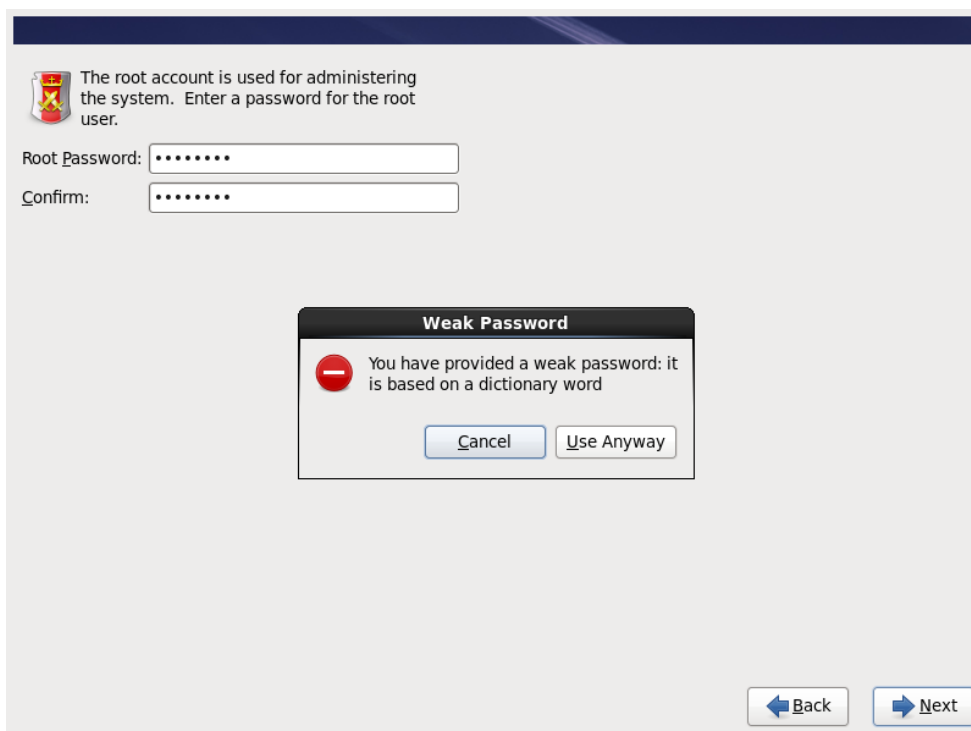 The root account is used for administering
the system.  Enter a password for the root
user.
Root Password: ••••••••
Confirm: ••••••••
Weak Password
You have provided a weak password: it
is based on a dictionary word
Cancel Use Anyway
Back Next